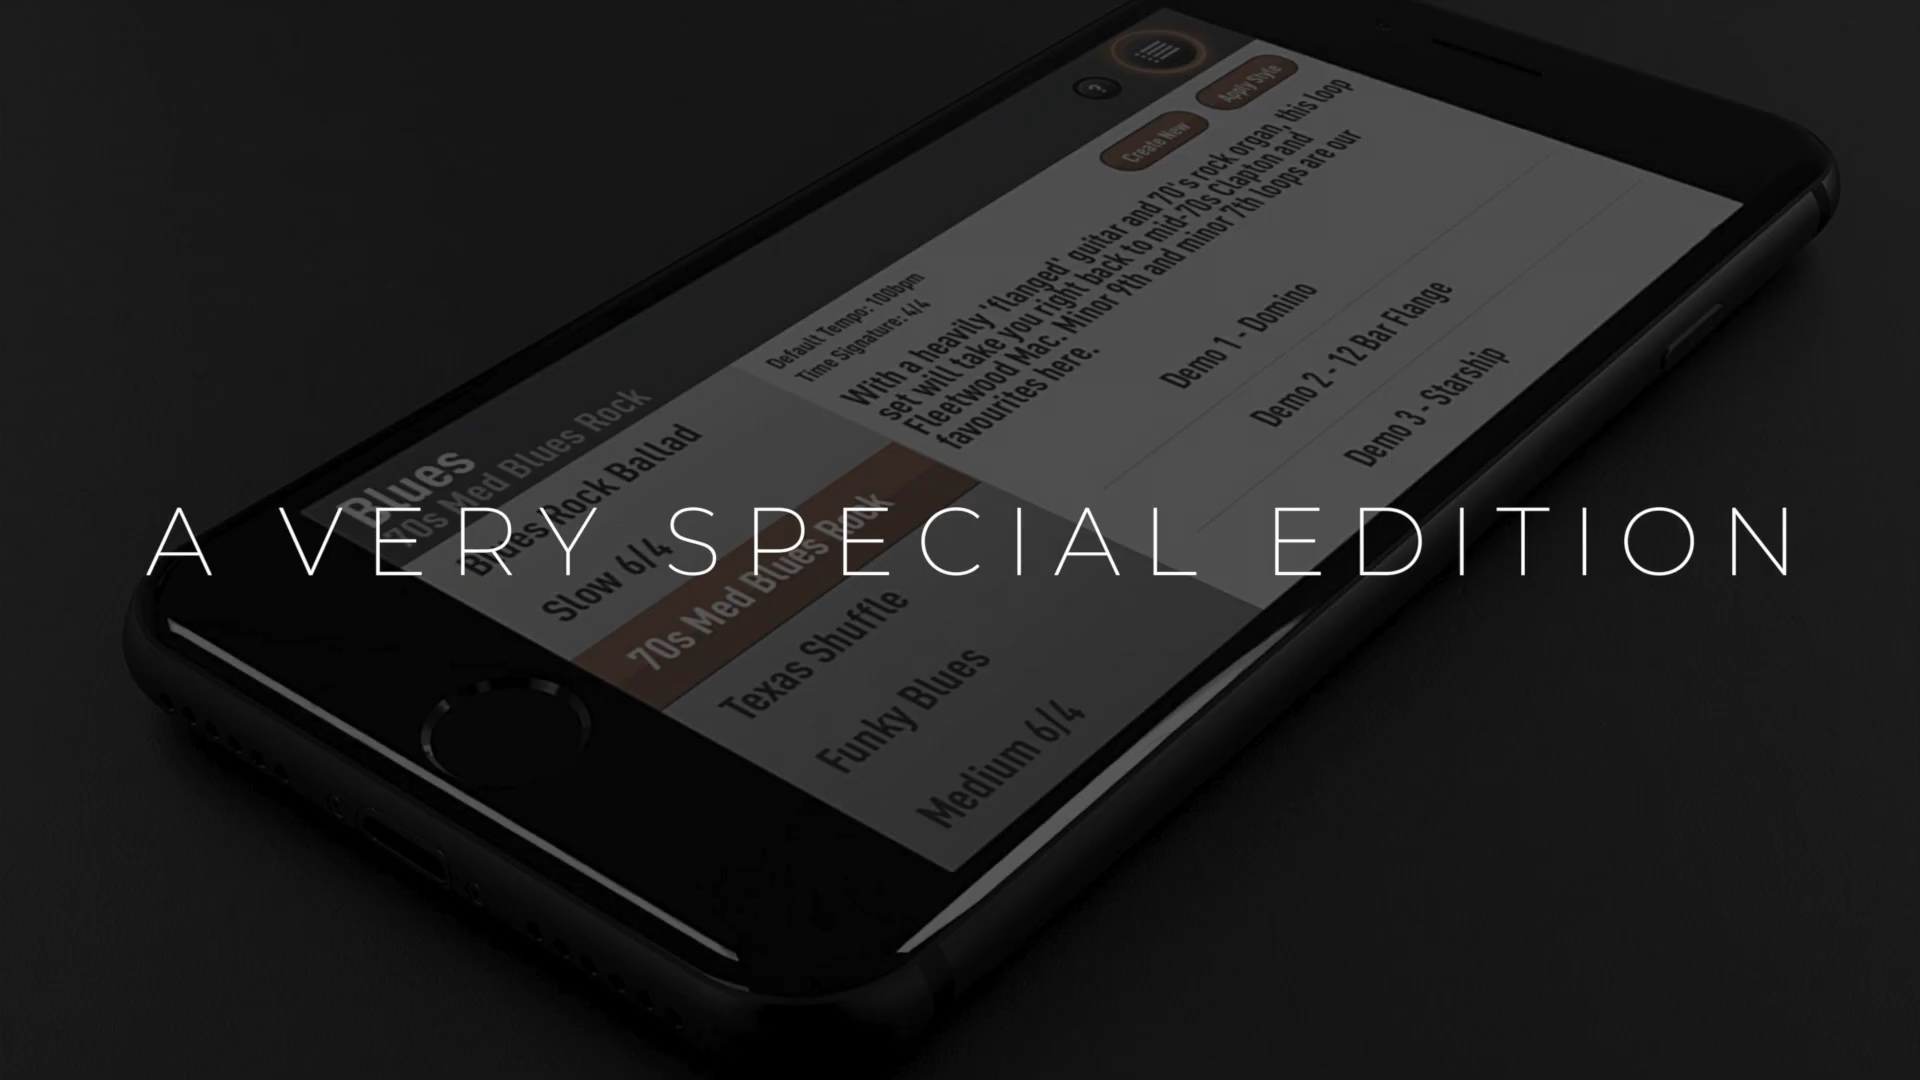 ?
Apply Style
Create New
Blues
70s Med Blues Rock
Default Tempo: 100bpm
Time Signature: 4/4
With a heavily 'flanged' guitar and 70's rock organ, this loop
set will take you right back to mid-70s Clapton and
Fleetwood Mac. Minor 9th and minor 7th loops are our
favourites here.
Demo 1 - Domino
Demo 2 - 12 Bar Flange
Demo 3 - Starship
Blues Rock Ballad
Slow 6/4
70s Med Blues Rock
Texas Shuffle
Funky Blues
Medium 6/4
A VERY SPECIAL EDITION